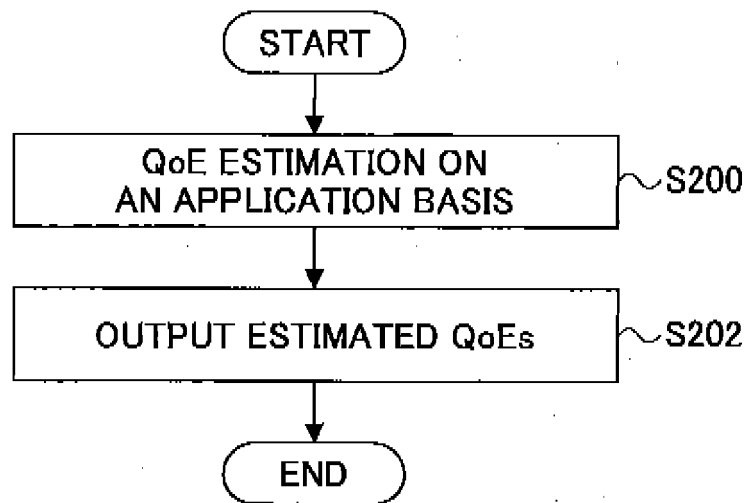 START
QoE ESTIMATION ON
AN APPLICATION BASIS
S200
OUTPUT ESTIMATED QoEs
S202
END